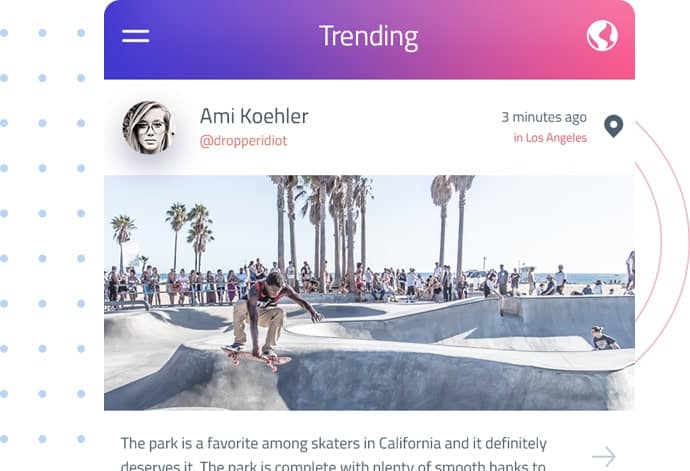 Trending
Ami Koehler
3 minutes ago
@dropperidiot
in Los Angeles
The park is a favorite among skaters in California and it definitely
deserves it. The park is complete with plenty of smooth banks to